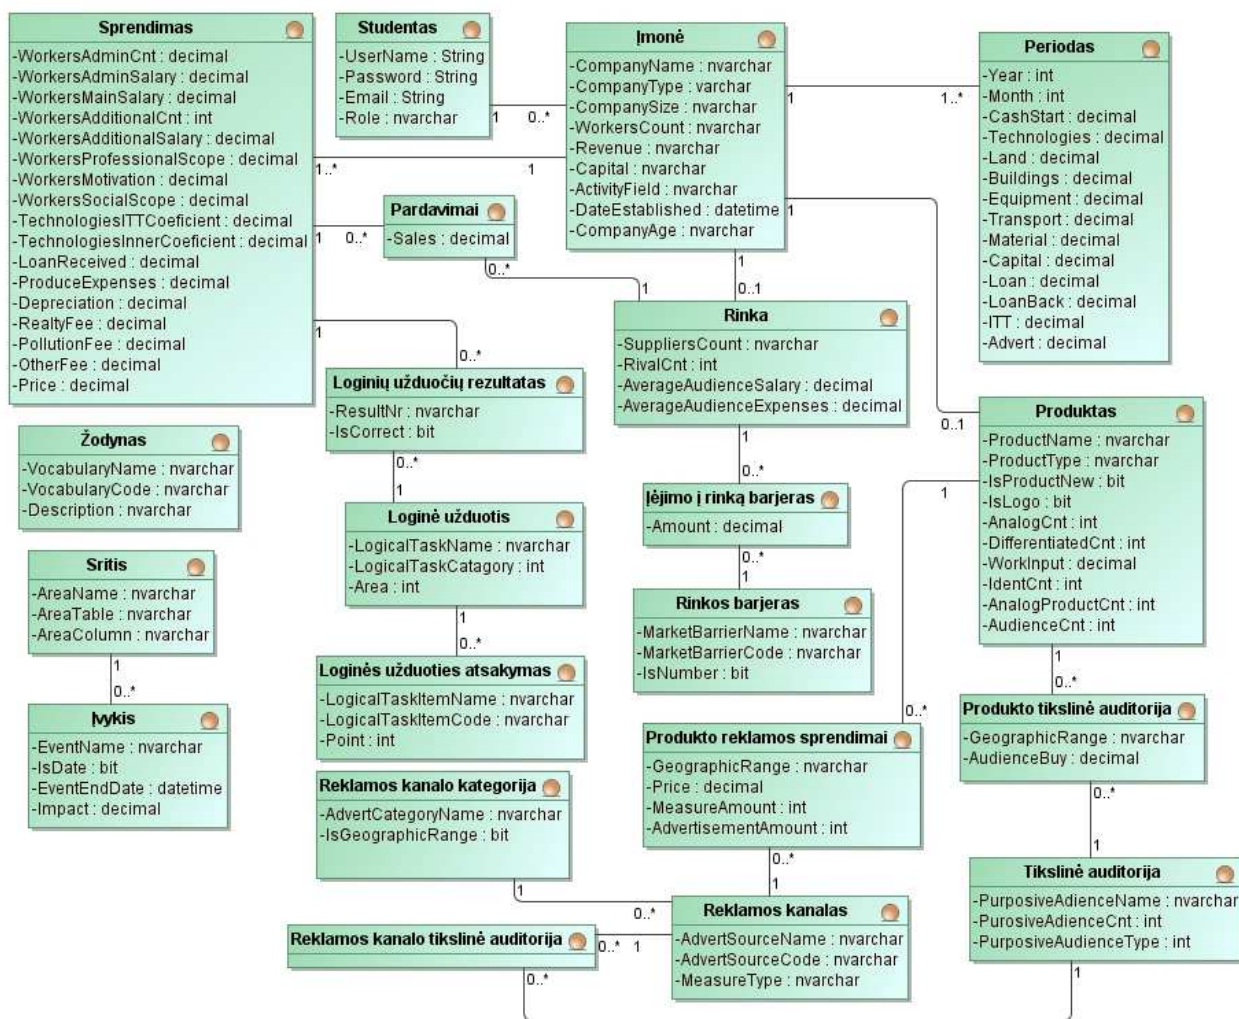 Sprendimas
-WorkersAdminCnt : decimal
-WorkersAdminSalary : decimal
-WorkersMainSalary : decimal
-WorkersAdditionalCnt : int
-WorkersAdditionalSalary : decimal
-WorkersProfessionalScope : decimal
-WorkersMotivation : decimal
-WorkersSocialScope : decimal
-TechnologiesITTCoeficient : decimal
-TechnologiesInnerCoeficient : decimal
-LoanReceived : decimal
-ProduceExpenses : decimal
-Depreciation : decimal
-RealtyFee : decimal
-PollutionFee : decimal
-OtherFee : decimal
-Price : decimal
Studentas
-UserName : String
-Password : String
-Email : String
-Role : nvarchar
1
0..*
1..*
1
Įmonė
-CompanyName : nvarchar
-CompanyType : varchar
-CompanySize : nvarchar
-WorkersCount : nvarchar
-Revenue : nvarchar
-Capital : nvarchar
-ActivityField : nvarchar
-DateEstablished : datetime
-CompanyAge : nvarchar
1
1..*
Periodas
-Year : int
-Month : int
-CashStart : decimal
-Technologies : decimal
-Land : decimal
-Buildings : decimal
-Equipment : decimal
-Transport : decimal
-Material : decimal
-Capital : decimal
-Loan : decimal
-LoanBack : decimal
-ITT : decimal
-Advert : decimal
Pardavimai
-Sales : decimal
1
0..*
0..*
1
1
1
0..1
Rinka
-SuppliersCount : nvarchar
-RivalCnt : int
-AverageAudienceSalary : decimal
-AverageAudienceExpenses : decimal
1
0..*
Loginių užduočių rezultatas
-ResultNr : nvarchar
-IsCorrect : bit
0..*
1
Loginė užduotis
-LogicalTaskName : nvarchar
-LogicalTaskCatagory : int
-Area : int
1
0..*
Loginės užduoties atsakymas
-LogicalTaskItemName : nvarchar
-LogicalTaskItemCode : nvarchar
-Point : int
1
0..*
Įėjimo į rinką barjeras
-Amount : decimal
0..*
1
Rinkos barjeras
-MarketBarrierName : nvarchar
-MarketBarrierCode : nvarchar
-IsNumber : bit
0..1
Produktas
-ProductName : nvarchar
-ProductType : nvarchar
-IsProductNew : bit
-IsLogo : bit
-AnalogCnt : int
-DifferentiatedCnt : int
-WorkInput : decimal
-IdentCnt : int
-AnalogProductCnt : int
-AudienceCnt : int
1
0..*
1
0..*
Žodynas
-VocabularyName : nvarchar
-VocabularyCode : nvarchar
-Description : nvarchar
Sritis
-AreaName : nvarchar
-AreaTable : nvarchar
-AreaColumn : nvarchar
1
0..*
Įvykis
-EventName : nvarchar
-IsDate : bit
-EventEndDate : datetime
-Impact : decimal
Produkto tikslinė auditorija
-GeographicRange : nvarchar
-AudienceBuy : decimal
0..*
1
Produkto reklamos sprendimai
-GeographicRange : nvarchar
-Price : decimal
-MeasureAmount : int
-AdvertisementAmount : int
0..*
1
Reklamos kanalo kategorija
-AdvertCategoryName : nvarchar
-IsGeographicRange : bit
1
0..*
Tikslinė auditorija
-PurposiveAdienceName : nvarchar
-PurosiveAdienceCnt : int
-PurposiveAudienceType : int
1
Reklamos kanalas
-AdvertSourceName : nvarchar
-AdvertSourceCode : nvarchar
-MeasureType : nvarchar
Reklamos kanalo tikslinė auditorija
0..*
1
0..*